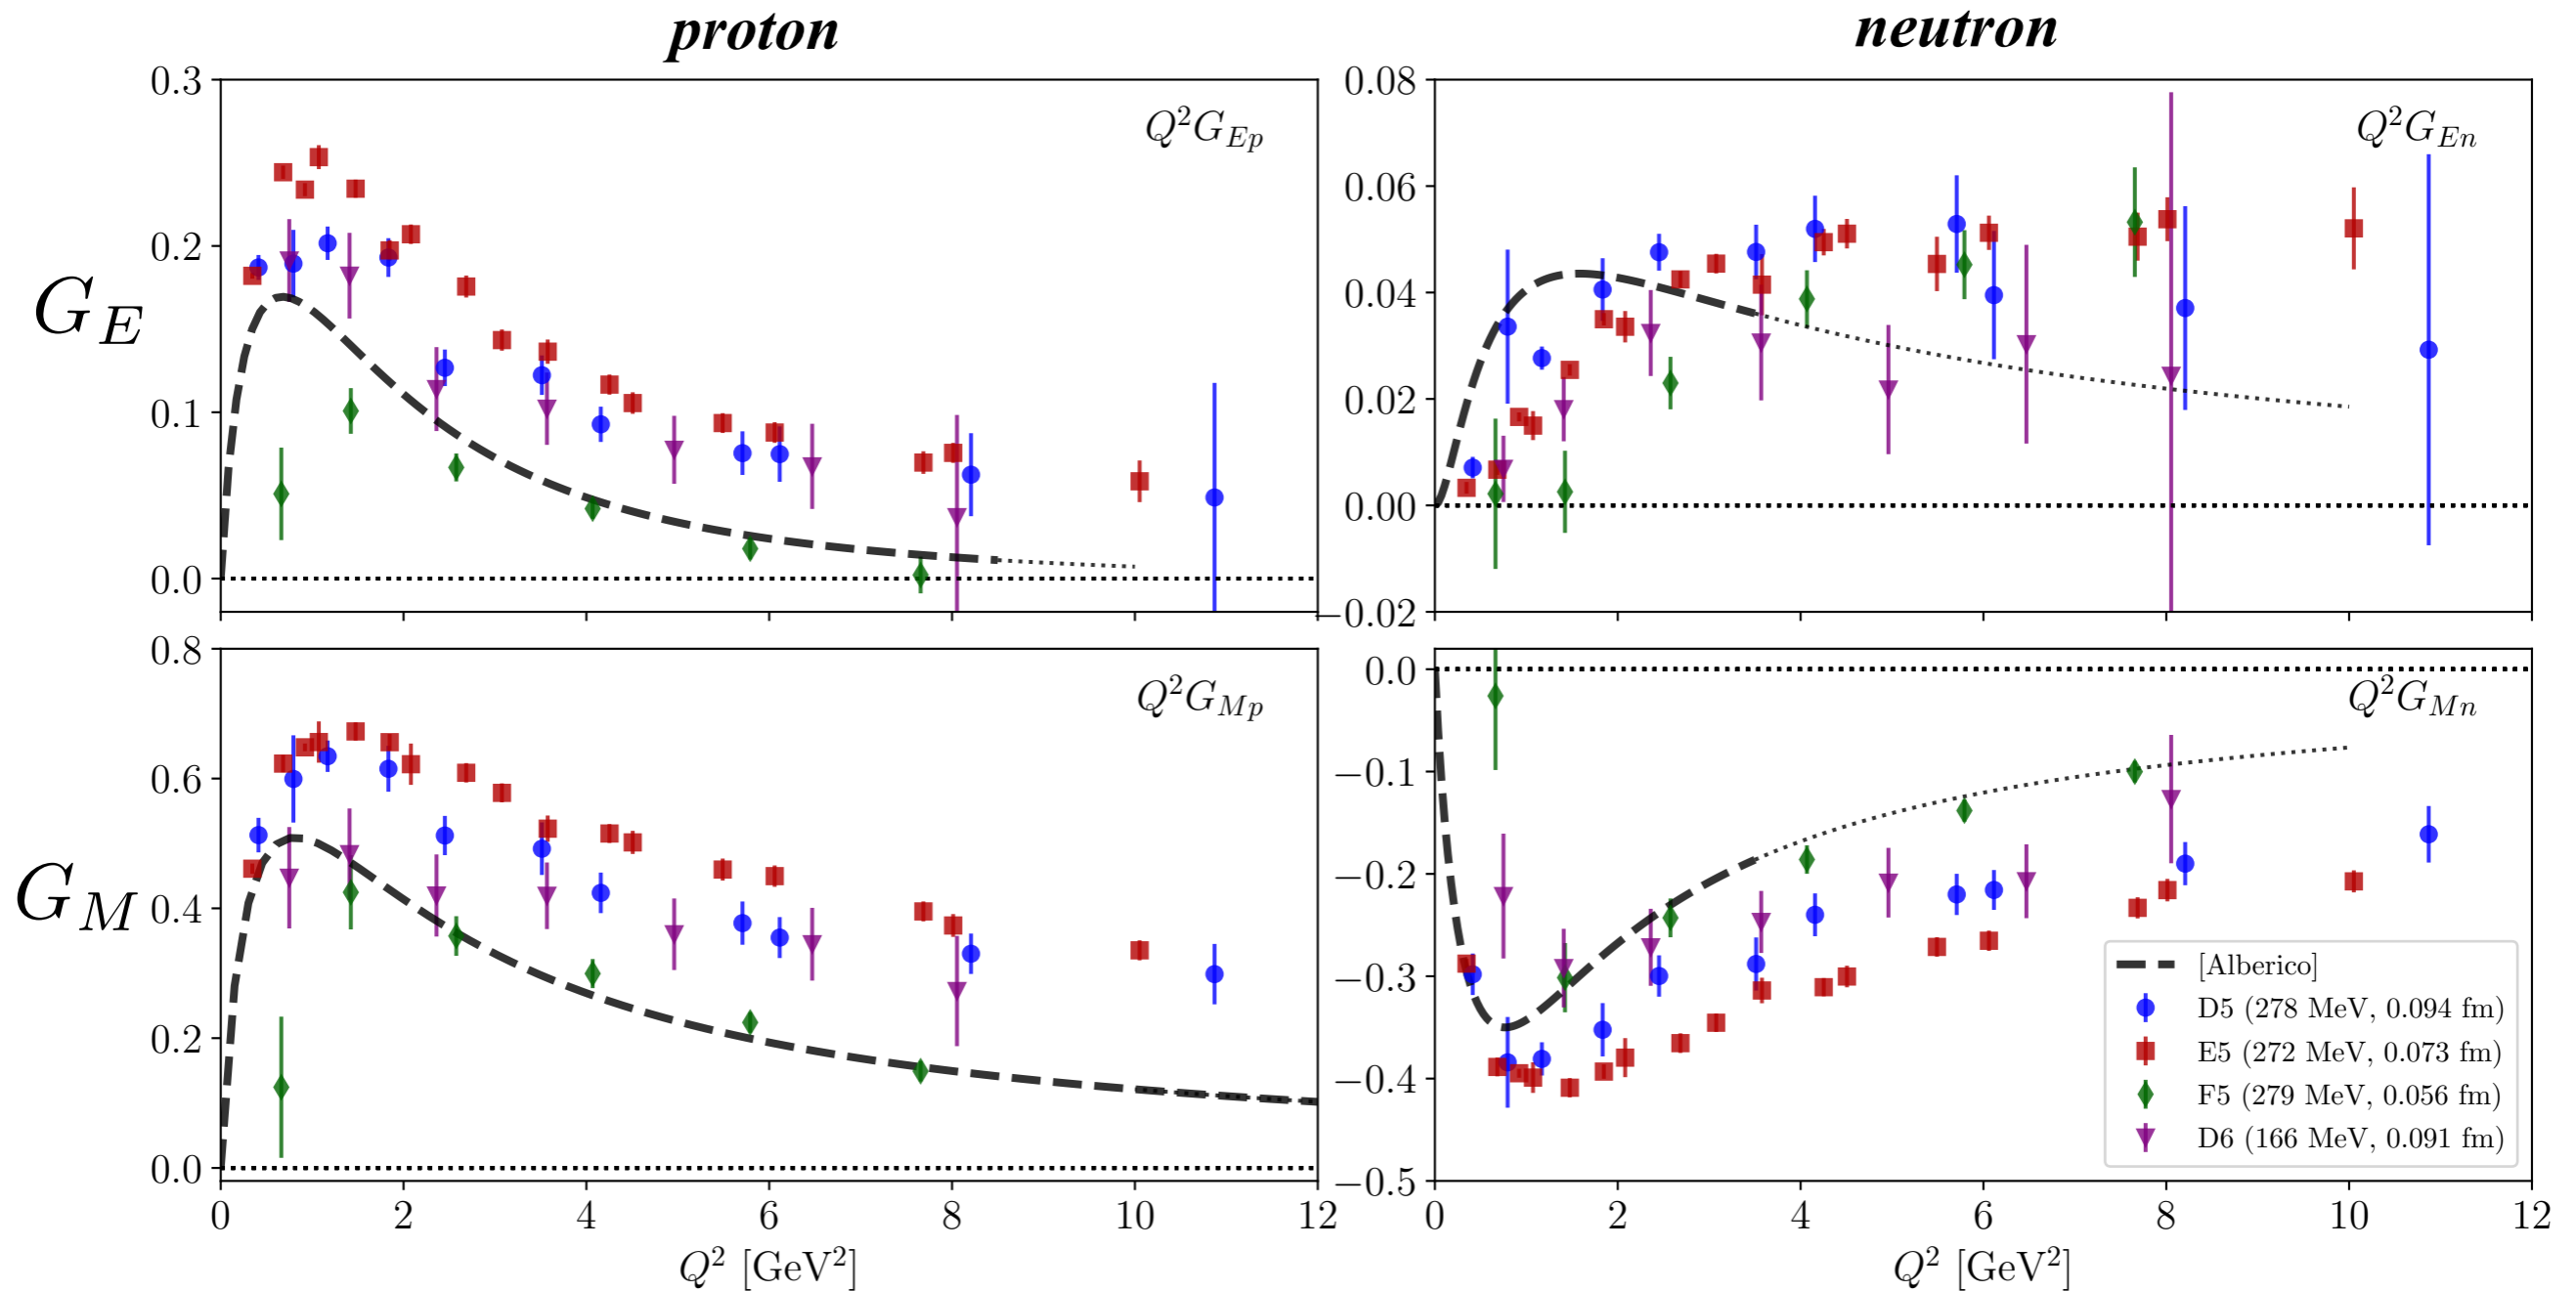 proton
neutron
0.3
0.2
0.1
0.0
G_E
Q^2G_{Ep}
0.08
0.06
0.04
0.02
0.00
−0.02
Q^2G_{En}
0.8
0.6
0.4
0.2
0.0
G_M
Q^2G_{Mp}
0 2 4 6 8 10 12
Q^2 [GeV^2]
0.0
−0.1
−0.2
−0.3
−0.4
−0.5
Q^2G_{Mn}
[Alberico]
D5 (278 MeV, 0.094 fm)
E5 (272 MeV, 0.073 fm)
F5 (279 MeV, 0.056 fm)
D6 (166 MeV, 0.091 fm)
0 2 4 6 8 10 12
Q^2 [GeV^2]